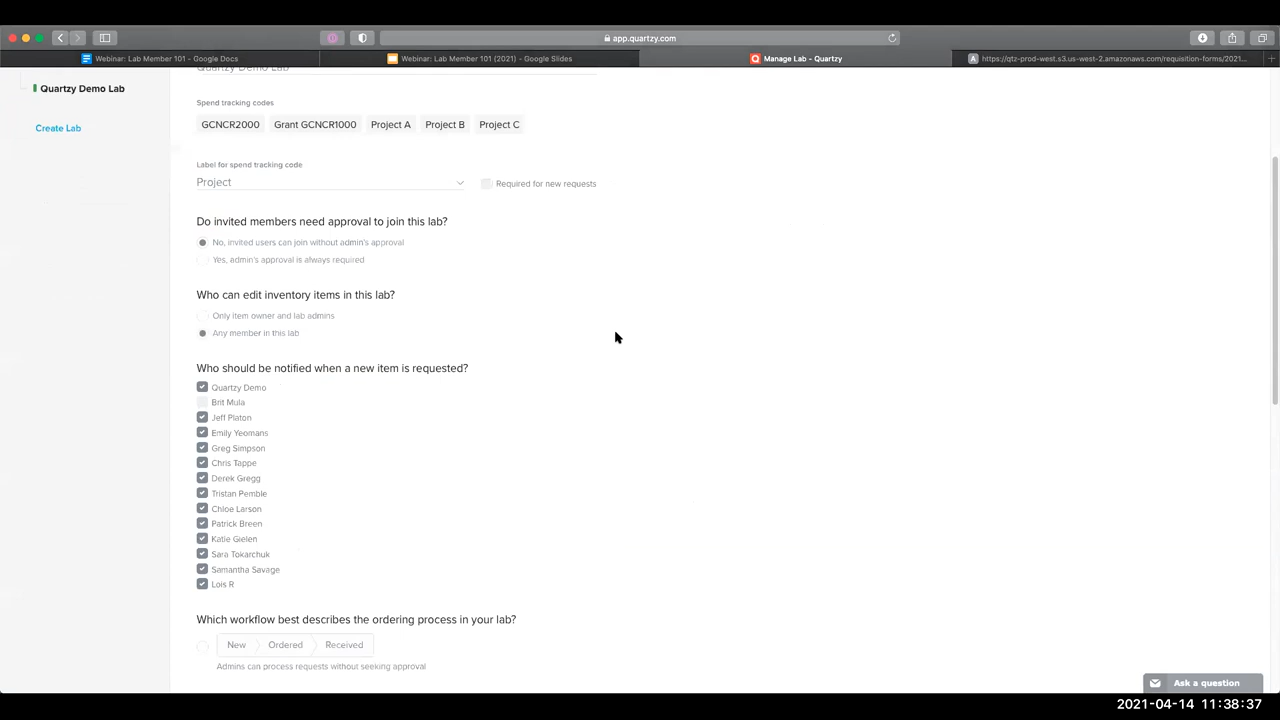 app.quartzy.com
Webinar: Lab Member 101 - Google Docs
Webinar: Lab Member 101 (2021) - Google Slides
Manage Lab - Quartzy
https://qtz-prod-west.s3.us-west-2.amazonaws.com/requisition-forms/2021...
Quartzy Demo Lab
Create Lab
Quartzy Demo Lab
Spend tracking codes
GCNCR2000 Grant GCNCR1000 Project A Project B Project C
Label for spend tracking code
Project
Required for new requests
Do invited members need approval to join this lab?
No, invited users can join without admin's approval
Yes, admin's approval is always required
Who can edit inventory items in this lab?
Only item owner and lab admins
Any member in this lab
Who should be notified when a new item is requested?
Quartzy Demo
Brit Mula
Jeff Platon
Emily Yeomans
Greg Simpson
Chris Tappe
Derek Gregg
Tristan Pemble
Chloe Larson
Patrick Breen
Katie Gielen
Sara Tokarchuk
Samantha Savage
Lois R
Which workflow best describes the ordering process in your lab?
New Ordered Received
Admins can process requests without seeking approval
Ask a question
2021-04-14 11:38:37